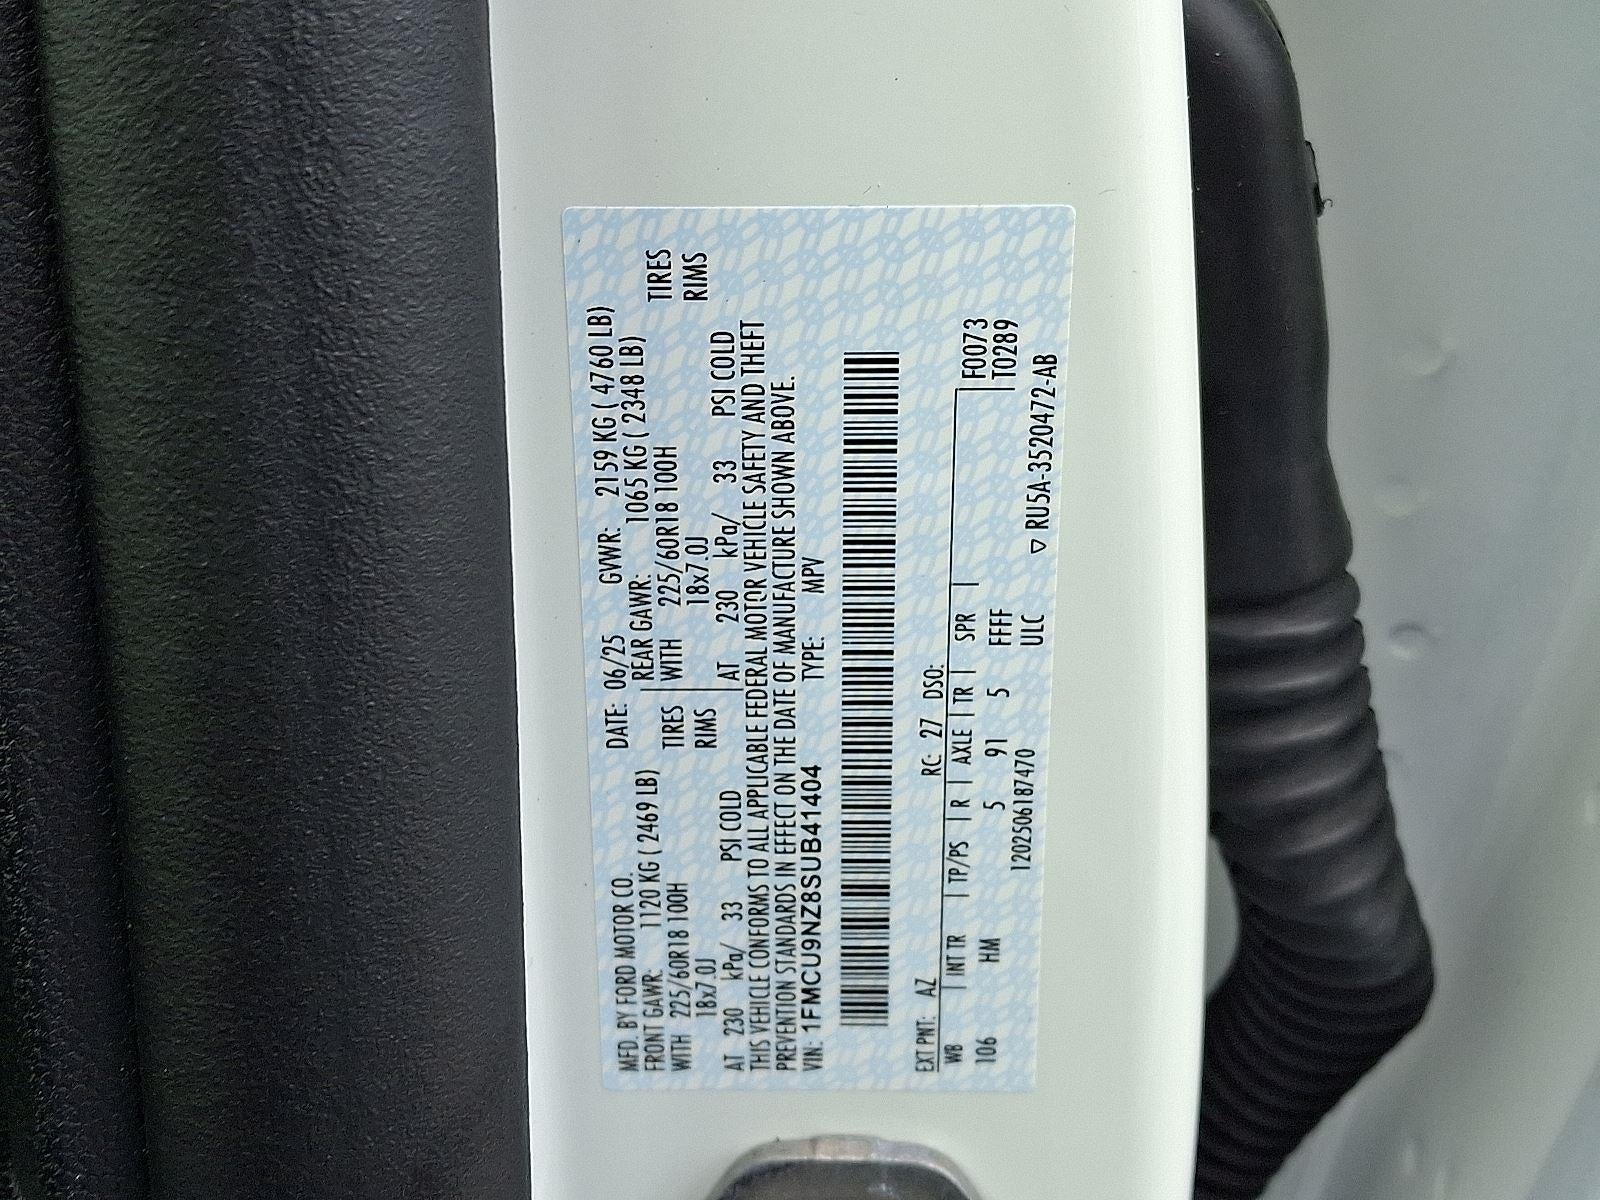 MFD. BY FORD MOTOR CO. DATE: 06/25 GVWR: 2159 KG ( 4760 LB)
FRONT GAWR: 1120 KG ( 2469 LB) REAR GAWR: 1065 KG ( 2348 LB)
WITH 225/60R18 100H TIRES WITH 225/60R18 100H TIRES
18x7.0J RIMS 18x7.0J RIMS
AT 230 kPa/ 33 PSI COLD AT 230 kPa/ 33 PSI COLD
THIS VEHICLE CONFORMS TO ALL APPLICABLE FEDERAL MOTOR VEHICLE SAFETY AND THEFT
PREVENTION STANDARDS IN EFFECT ON THE DATE OF MANUFACTURE SHOWN ABOVE.
VIN: 1FMCU9NZ8SUB41404 TYPE: MPV
EXT PNT: AZ RC: 27 DSO:
WB | INT TR | TP/PS | R | AXLE | TR | SPR | F0073
106 HM 5 91 5 FFFF T0289
120250618​7470 ULC
▽ RU5A-3520472-AB